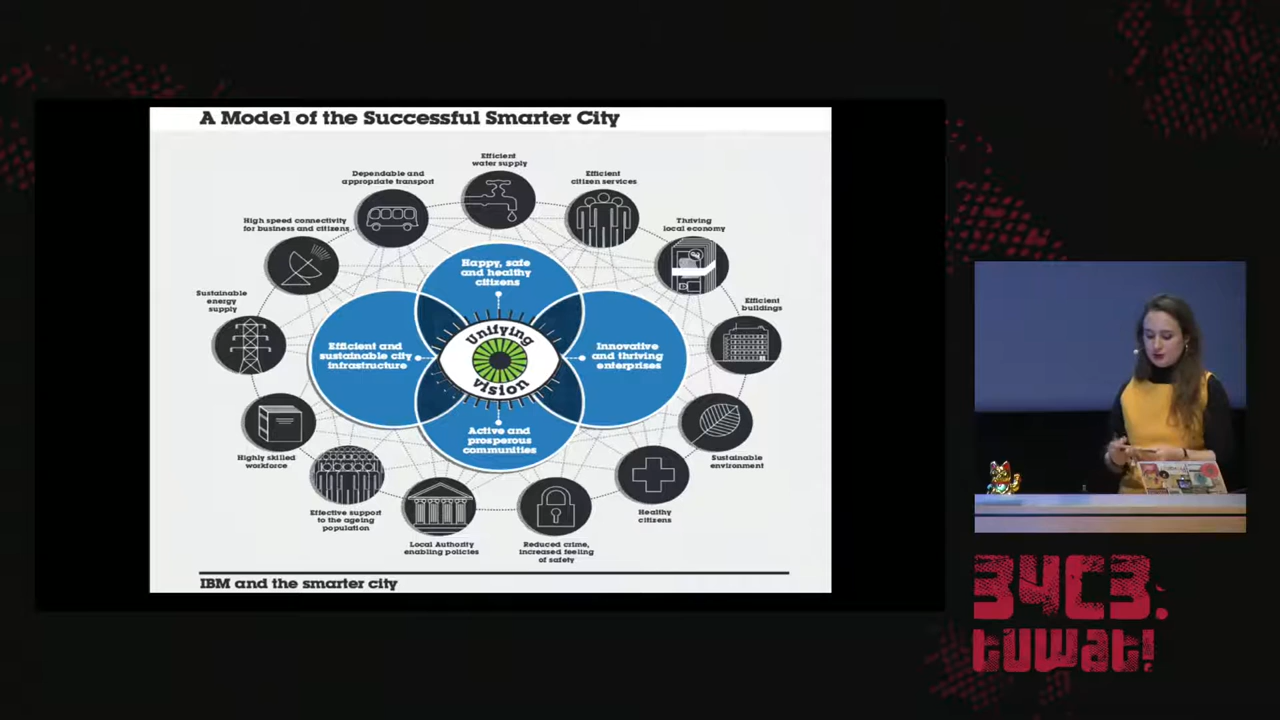 A Model of the Successful Smarter City
Efficient
water supply
Dependable and
appropriate transport
Efficient
citizen services
High speed connectivity
for business and citizens
Thriving
local economy
Happy, safe
and healthy
citizens
Sustainable
energy
supply
Efficient
buildings
Efficient and
sustainable city
infrastructure
Unifying
vision
Innovative
and thriving
enterprises
Active and
prosperous
communities
Highly skilled
workforce
Sustainable
environment
Effective support
to the ageing
population
Healthy
citizens
Local Authority
enabling policies
Reduced crime,
increased feeling
of safety
IBM and the smarter city
34C3.
tuwat!